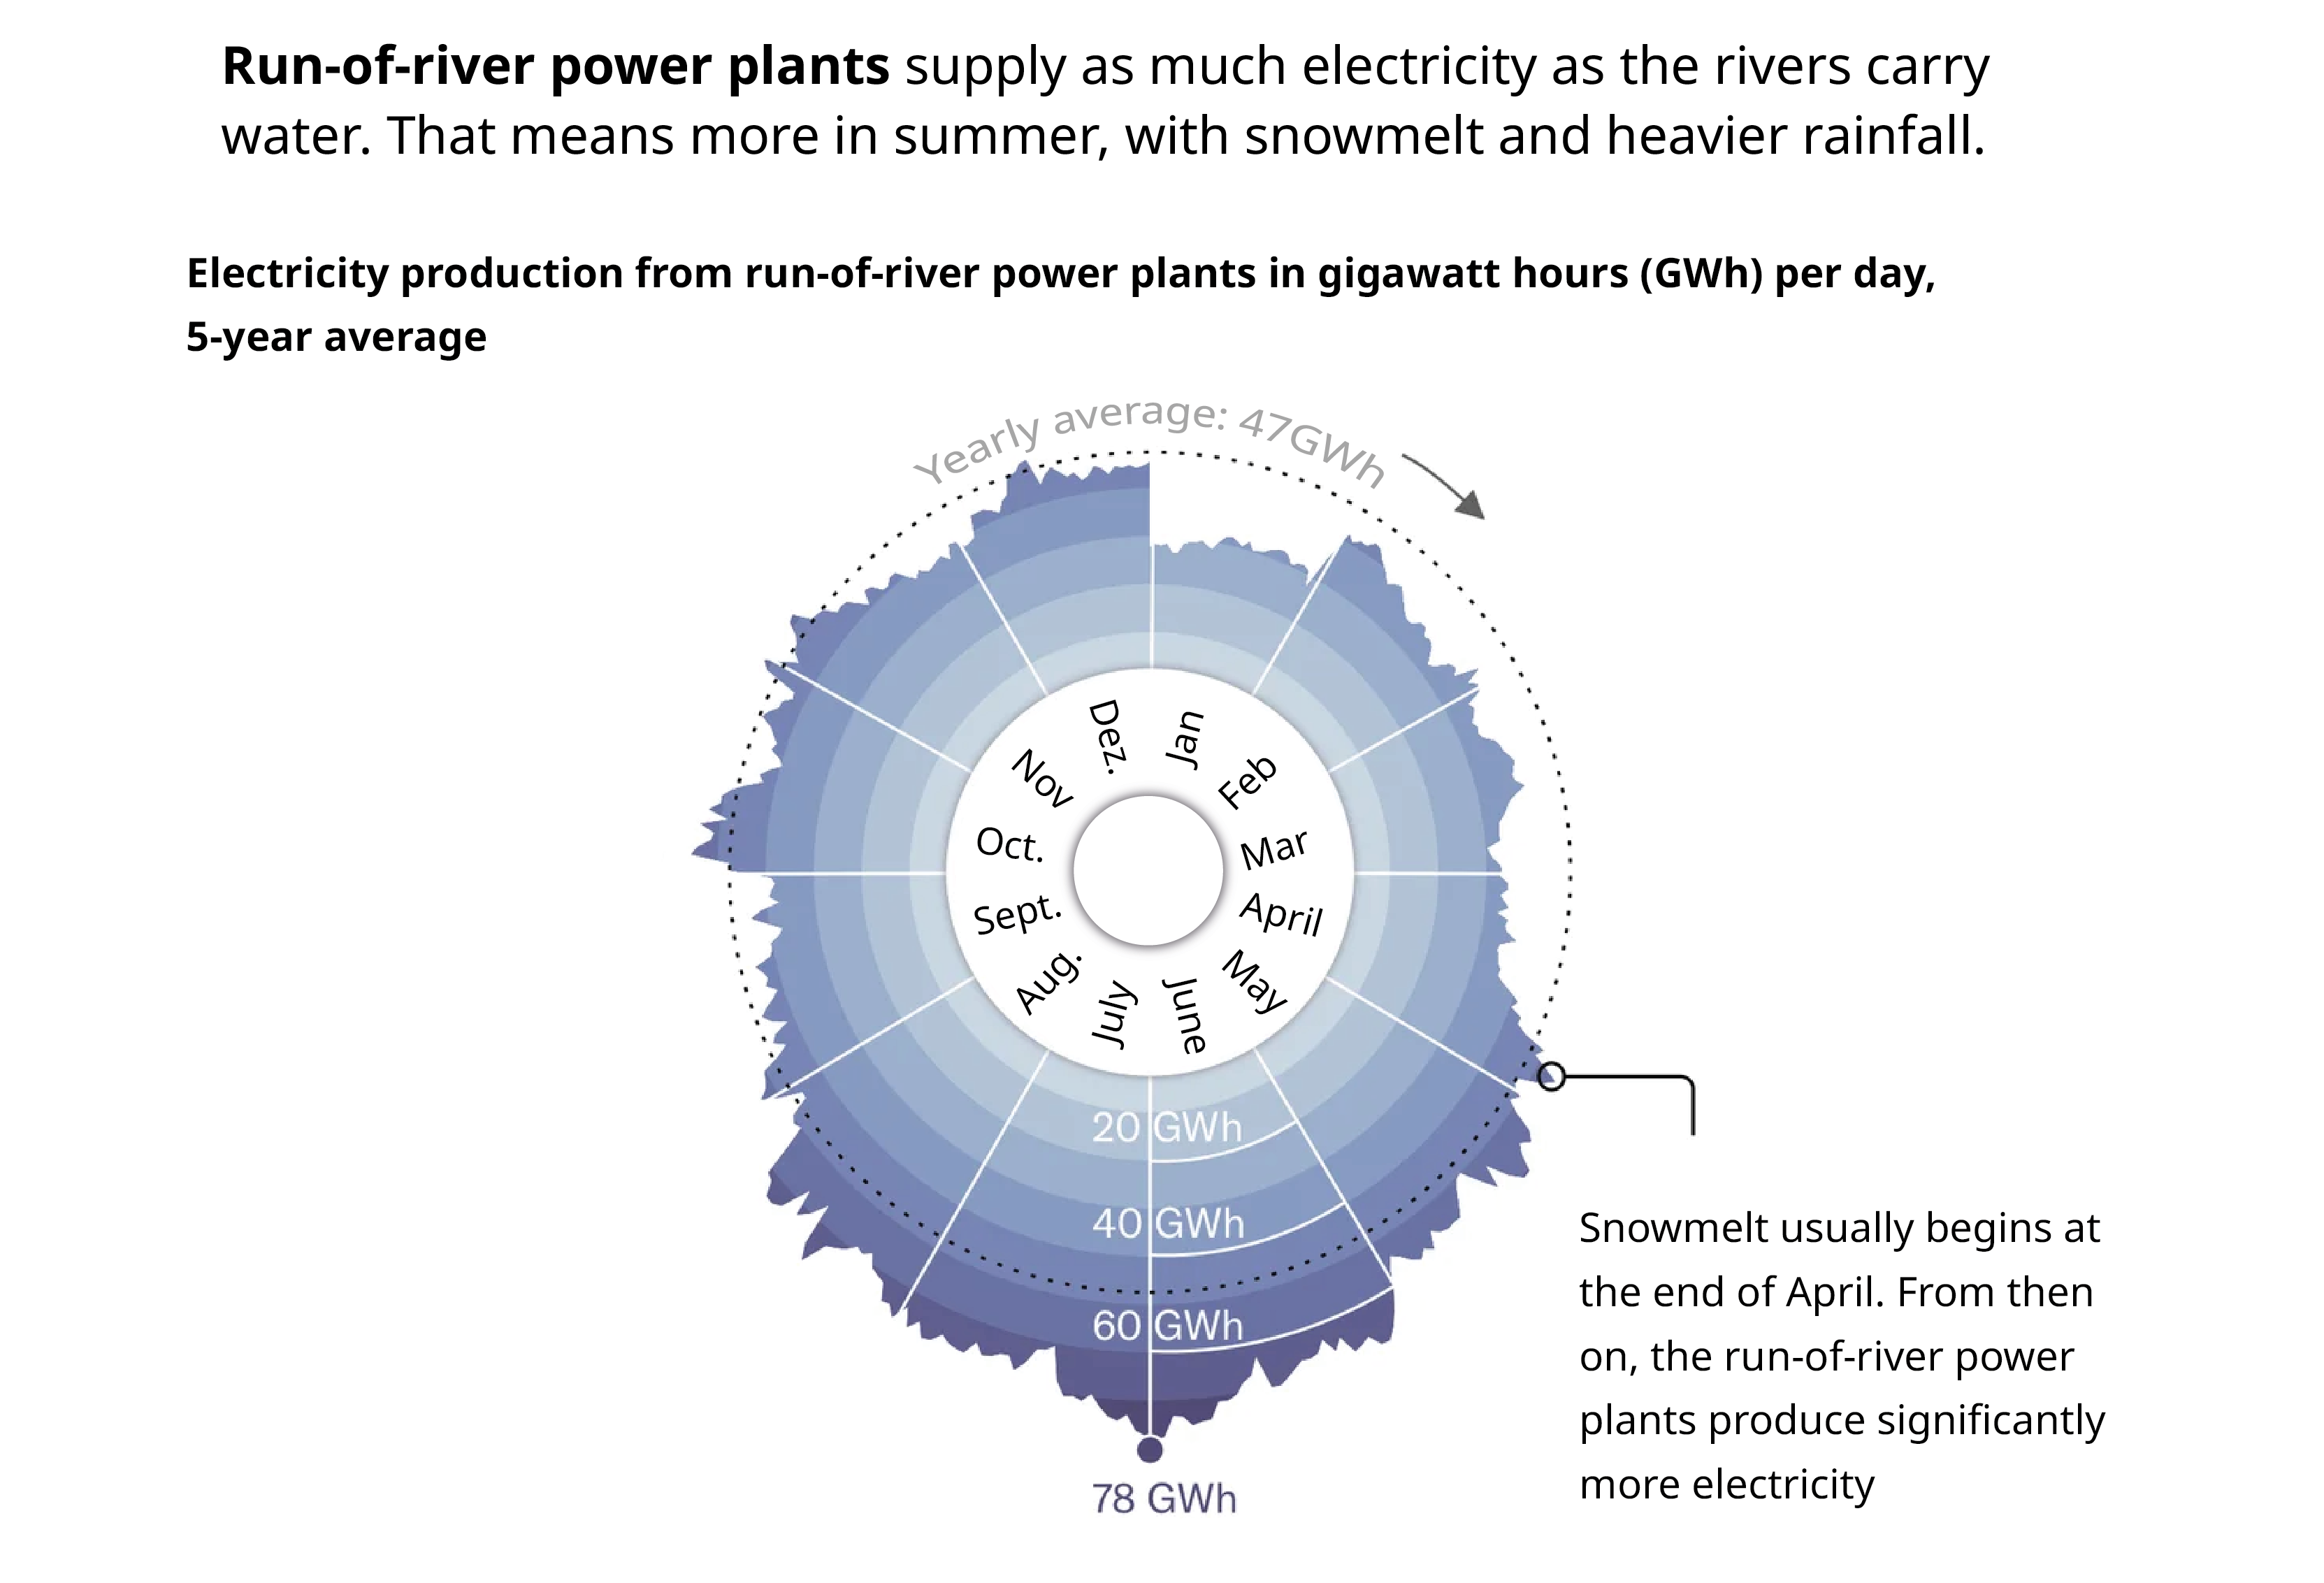 Run-of-river power plants supply as much electricity as the rivers carry
water. That means more in summer, with snowmelt and heavier rainfall.
Electricity production from run-of-river power plants in gigawatt hours (GWh) per day,
5-year average
Yearly average: 47GWh
Jan
Feb
Mar
April
May
June
July
Aug.
Sept.
Oct.
Nov
Dez.
20 GWh
40 GWh
60 GWh
78 GWh
Snowmelt usually begins at
the end of April. From then
on, the run-of-river power
plants produce significantly
more electricity